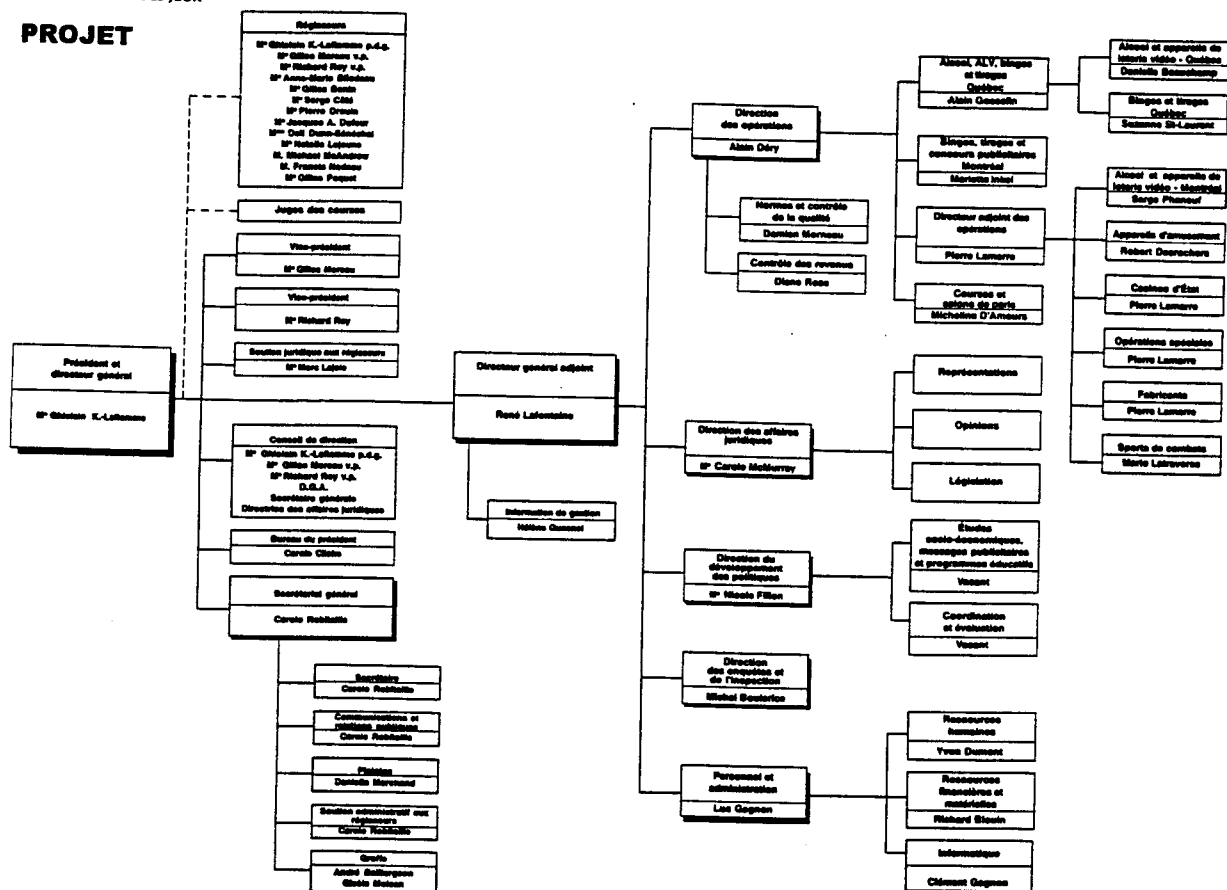 PROJET
Régisseurs
Me Ghislain K.-Laflamme p.d.g.
Me Gilles Moreau v.p.
Me Richard Roy v.p.
Me Anne-Marie Bilodeau
Me Gilles Bonin
Me Serge Côté
Me Pierre Drouin
Me Jacques A. Dufour
Mme Doll Dunn-Sénéchal
Me Natalie Lejeune
M. Michael McAndrew
M. Francis Nadeau
Me Gilles Paquet
Juges des courses
Vice-président
Me Gilles Moreau
Vice-président
Me Richard Roy
Soutien juridique aux régisseurs
Me Marc Lajoie
Président et
directeur général
Me Ghislain K.-Laflamme
Conseil de direction
Me Ghislain K.-Laflamme p.d.g.
Me Gilles Moreau v.p.
Me Richard Roy v.p.
D.G.A.
Secrétaire générale
Directrice des affaires juridiques
Bureau du président
Carole
Secrétariat général
Carole Robitaille
Secrétaire
Carole Robitaille
Communications et
relations publiques
Carole Robitaille
Plaintes
Danielle Marchand
Soutien administratif aux
régisseurs
Carole Robitaille
Greffe
André Baillargeon
Gisèle
Directeur général adjoint
René Lafontaine
Information de gestion
Hélène
Direction
des opérations
Alain Déry
Normes et contrôle
de la qualité
Damien Morneau
Contrôle des revenus
Diane Ross
Alcool, ALV, bingos
et tirages
Québec
Alain Gosselin
Alcool et appareils de
loterie vidéo - Québec
Danielle Beauchamp
Bingos et tirages
Québec
Suzanne St-Laurent
Bingos, tirages et
concours publicitaires
Montréal
Mariette
Directeur adjoint des
opérations
Pierre Lamarre
Courses et
salons de paris
Micheline D'Amours
Alcool et appareils de
loterie vidéo - Montréal
Serge Phaneuf
Appareils d'amusement
Robert Desrochers
Casinos d'État
Pierre Lamarre
Opérations spéciales
Pierre Lamarre
Fabricants
Pierre Lamarre
Sports de combats
Mario Latraverse
Direction des affaires
juridiques
Me Carole McMurray
Représentations
Opinions
Législation
Direction du
développement
des politiques
Me Nicole Fillion
Études
socio-économiques,
messages publicitaires
et programmes éducatifs
Vacant
Coordination
et évaluation
Vacant
Direction
des enquêtes et
de l'inspection
Michel Boulerice
Personnel et
administration
Luc Gagnon
Ressources
humaines
Yves Dumont
Ressources
financières et
matérielles
Richard Blouin
Informatique
Clément Gagnon